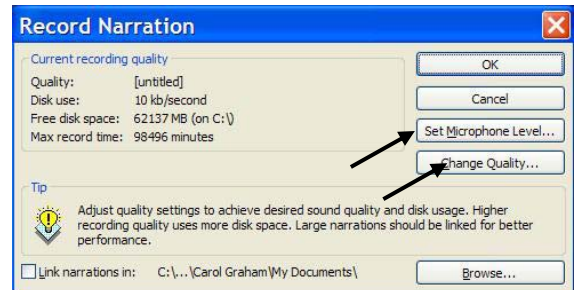 Record Narration
Current recording quality
Quality: [untitled]
Disk use: 10 kb/second
Free disk space: 62137 MB (on C:\)
Max record time: 98496 minutes
OK
Cancel
Set Microphone Level...
Change Quality...
Tip
Adjust quality settings to achieve desired sound quality and disk usage. Higher
recording quality uses more disk space. Large narrations should be linked for better
performance.
Link narrations in: C:\...\Carol Graham\My Documents\
Browse...